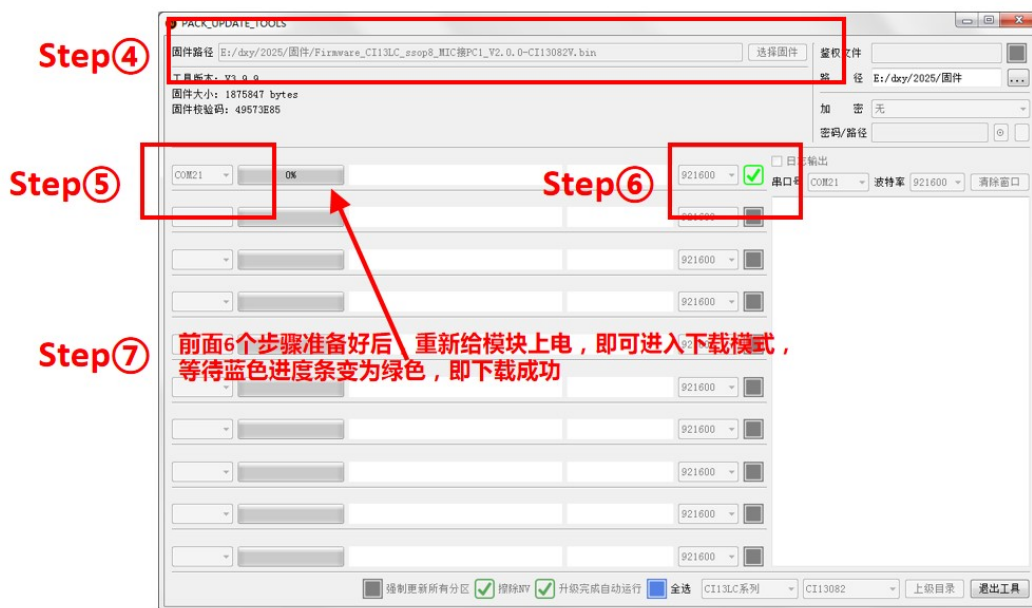 PACK_UPDATE_TOOLS
Step④
固件路径 E:/dxy/2025/固件/Firmware_CI13LC_ssop8_MIC接PC1_V2.0.0-CI13082V.bin 选择固件
鉴权文件
工具版本: V3.9.9
路 径 E:/dxy/2025/固件 ...
固件大小: 1875847 bytes
固件校验码: 49573E85
加 密 无
密码/路径
日志输出
Step⑤
COM21 0%
Step⑥
921600
串口号 COM21 波特率 921600 清除窗口
921600
921600
921600
Step⑦
前面6个步骤准备好后，重新给模块上电，即可进入下载模式，
等待蓝色进度条变为绿色，即下载成功
921600
921600
921600
921600
921600
921600
强制更新所有分区 擦除NV 升级完成自动运行 全选 CI13LC系列 CI13082 上级目录 退出工具